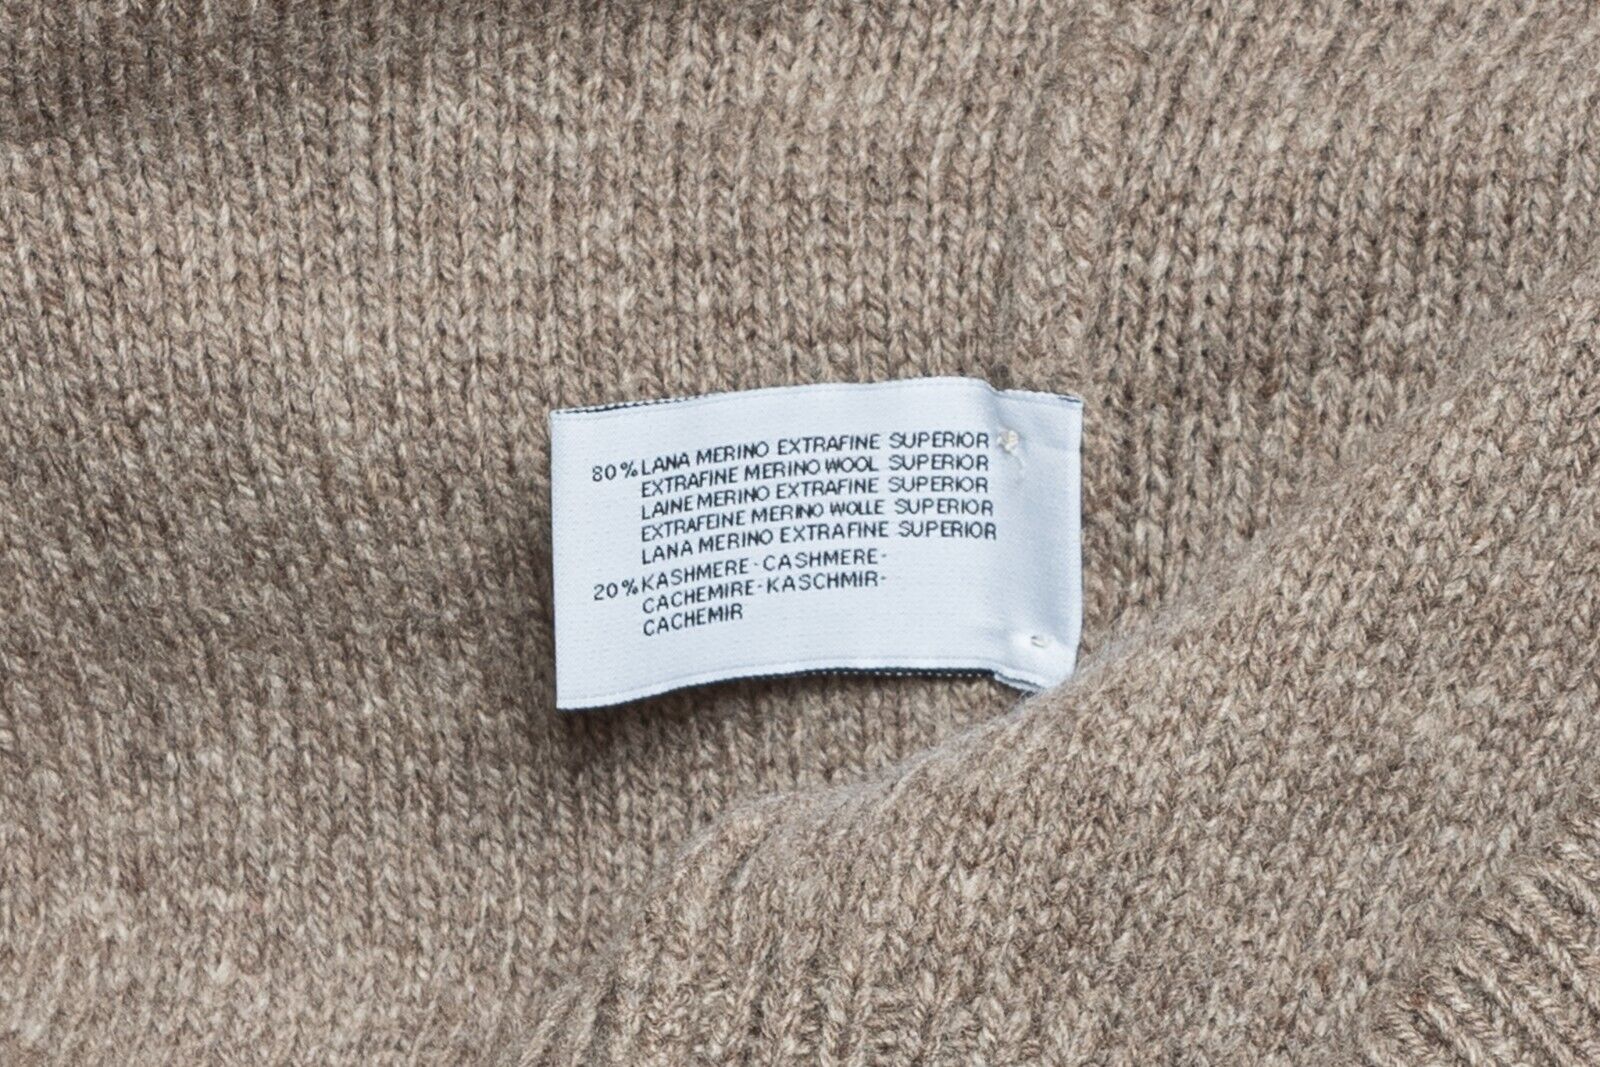 80% LANA MERINO EXTRAFINE SUPERIOR
EXTRAFINE MERINO WOOL SUPERIOR
LAINE MERINO EXTRAFINE SUPERIOR
EXTRAFEINE MERINO WOLLE SUPERIOR
LANA MERINO EXTRAFINE SUPERIOR
20% KASHMERE - CASHMERE -
CACHEMIRE - KASCHMIR -
CACHEMIR